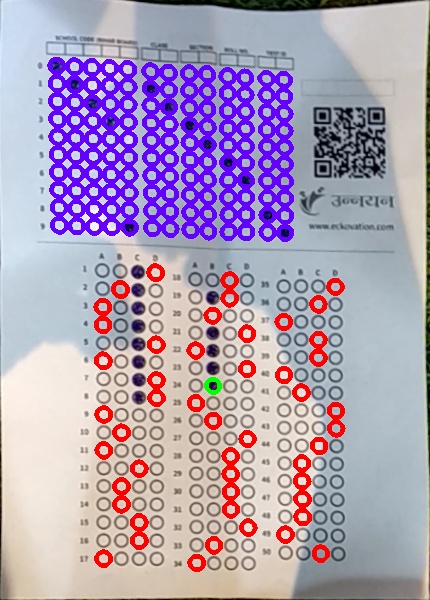 SCHOOL CODE (BIHAR BOARD) CLASS SECTION ROLL NO. TEST ID
0
1
2
3
4
5
6
7
8
9
उन्नयन
www.eckovation.com
A B C D A B C D A B C D
1 18 35
2 19 36
3 20 37
4 21 38
5 22 39
6 23 40
7 24 41
8 25 42
9 26 43
10 27 44
11 28 45
12 29 46
13 30 47
14 31 48
15 32 49
16 33 50
17 34